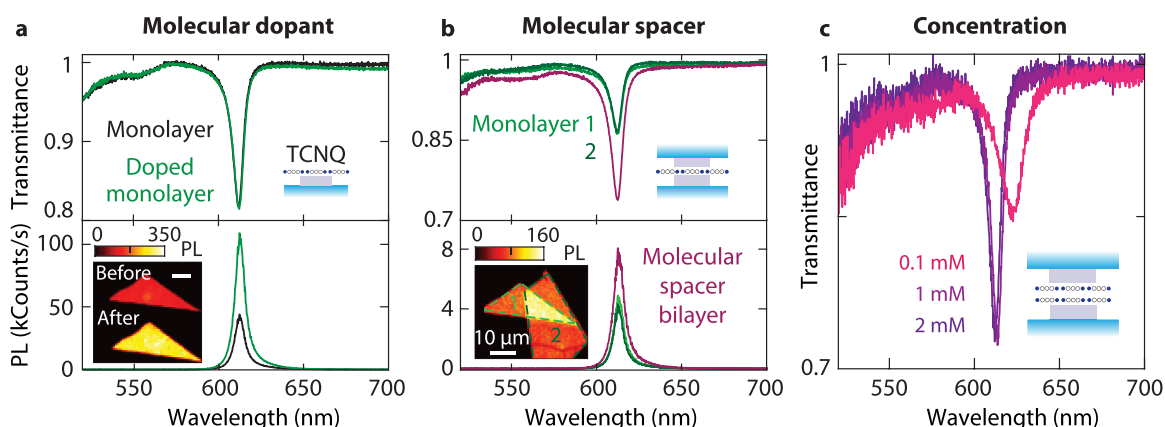 a Molecular dopant
Transmittance
1
0.9
0.8
Monolayer
Doped
monolayer
TCNQ
PL (kCounts/s)
100
50
0
0 350
PL
Before
After
550 600 650 700
Wavelength (nm)
b Molecular spacer
1
0.85
0.7
Monolayer 1
2
8
4
0
0 160
PL
1
2
10 μm
Molecular
spacer
bilayer
550 600 650 700
Wavelength (nm)
c Concentration
Transmittance
1
0.7
0.1 mM
1 mM
2 mM
550 600 650 700
Wavelength (nm)